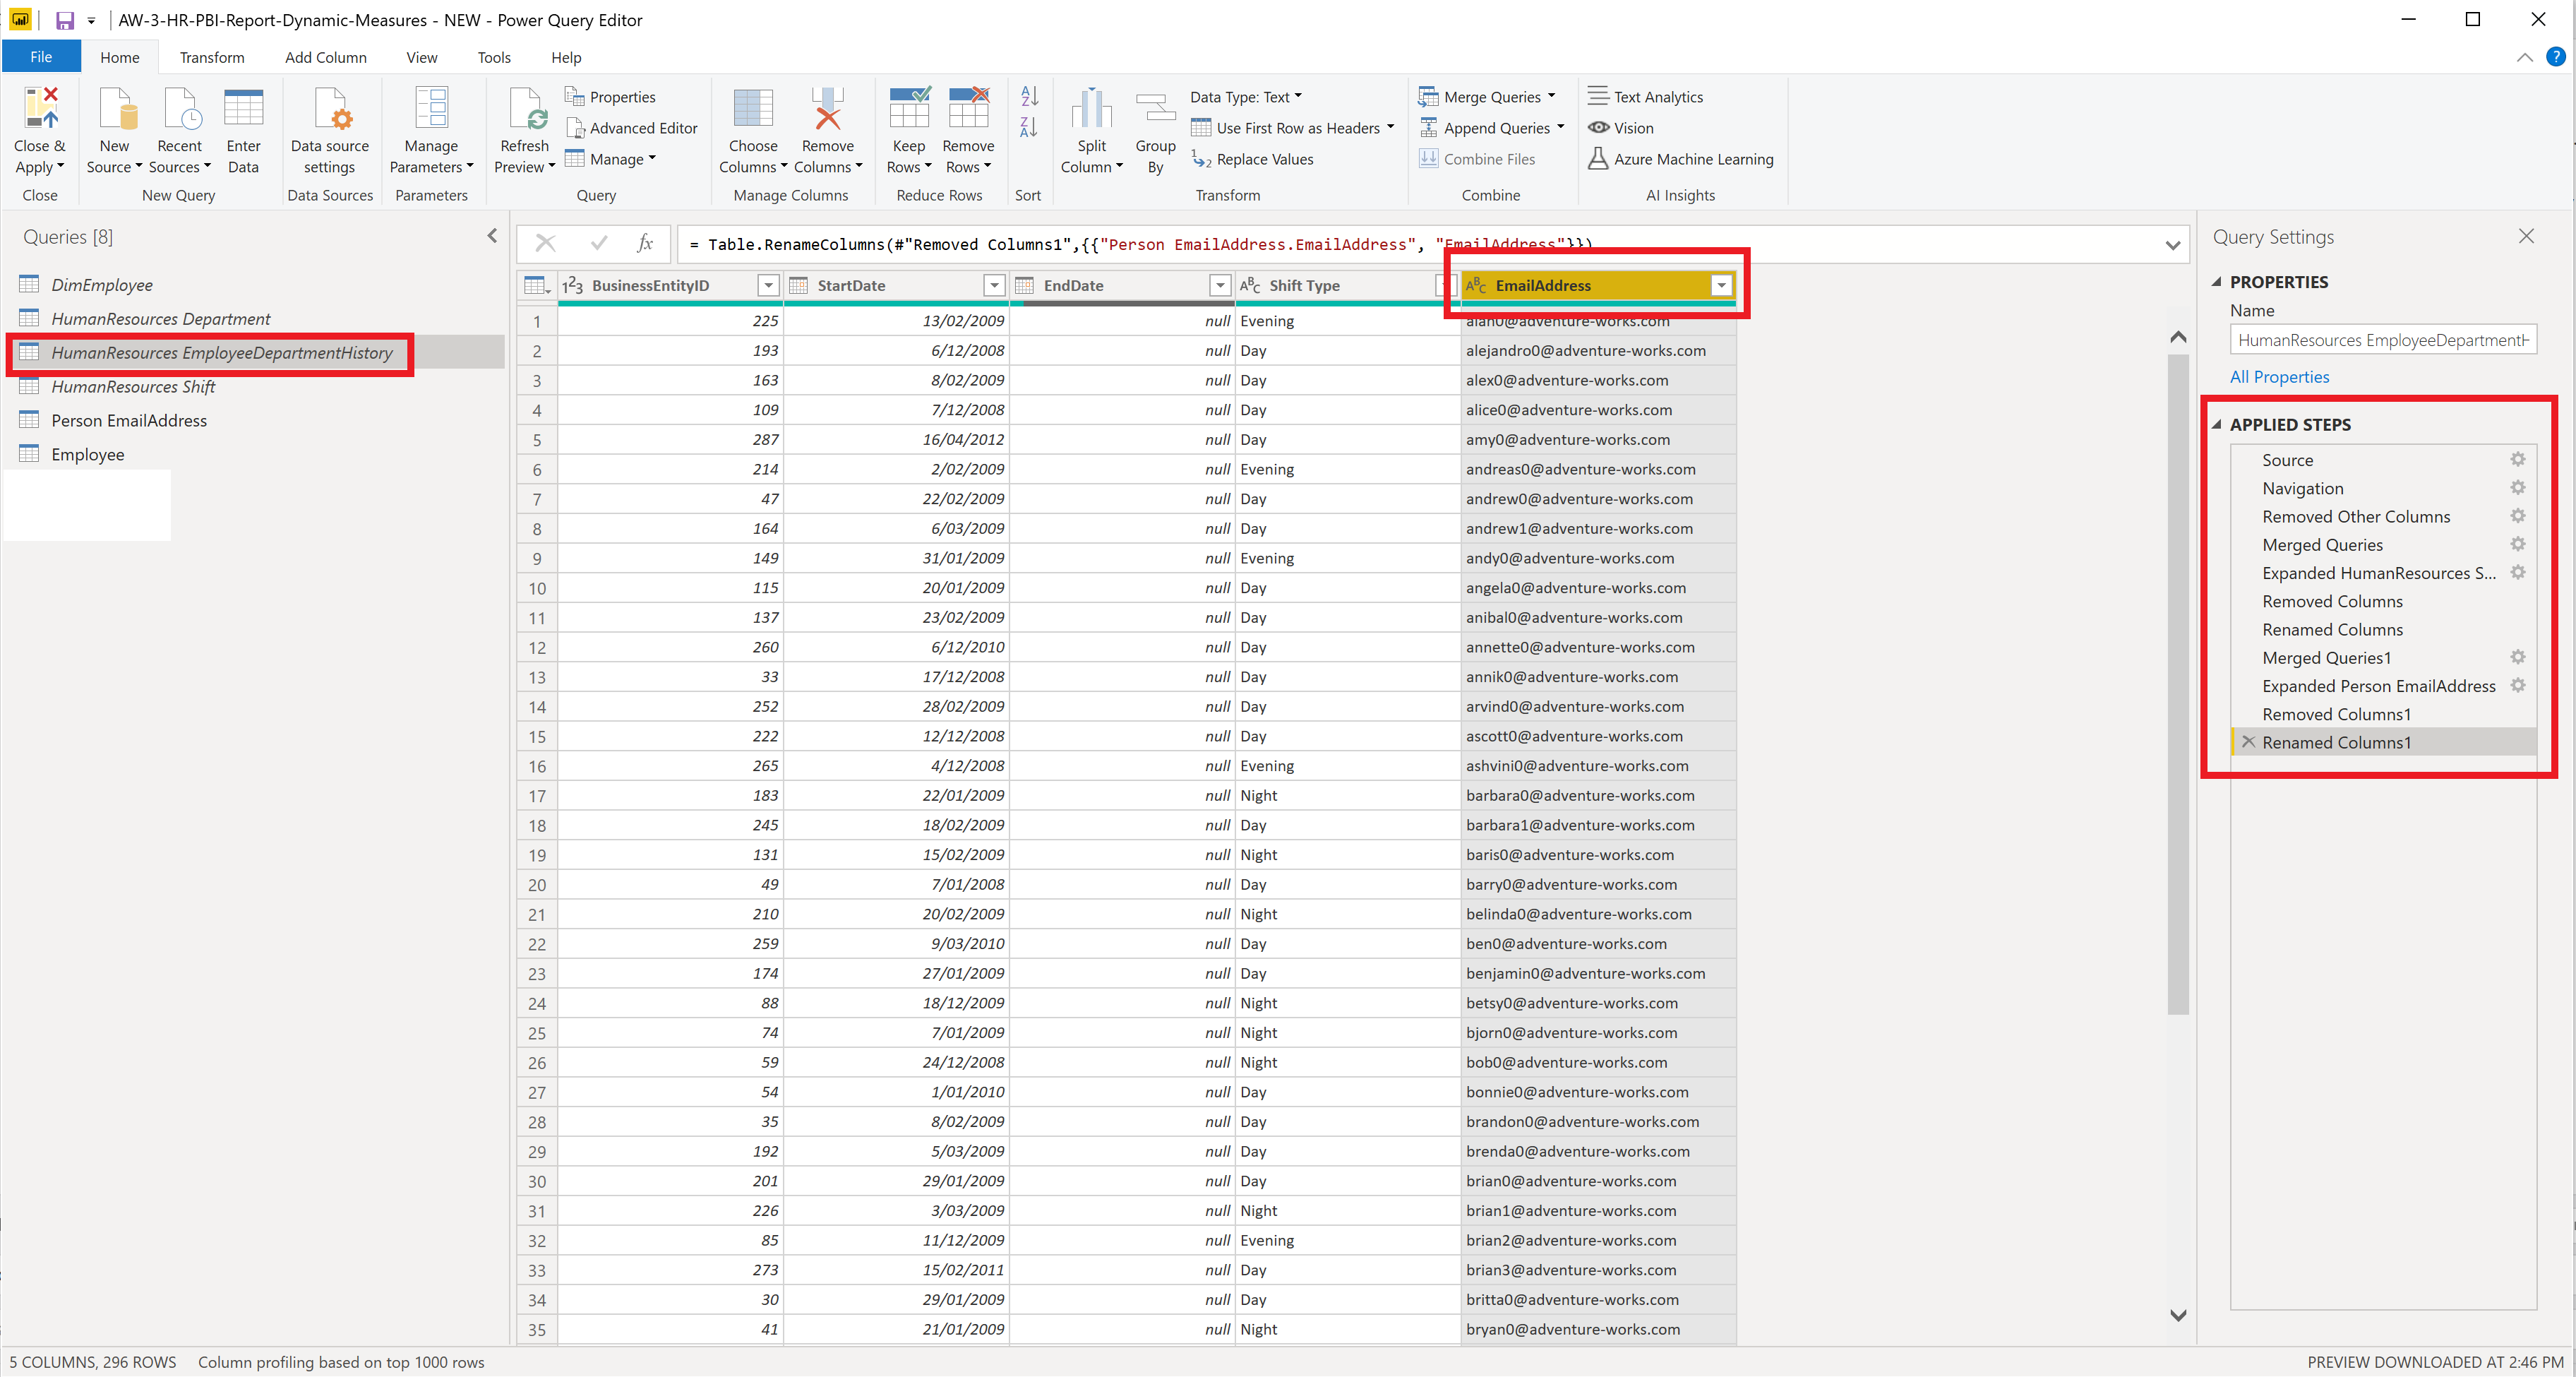 AW-3-HR-PBI-Report-Dynamic-Measures - NEW - Power Query Editor
File Home Transform Add Column View Tools Help
Close & Apply
Close
New Source
Recent Sources
Enter Data
New Query
Data source settings
Data Sources
Manage Parameters
Parameters
Refresh Preview
Properties
Advanced Editor
Manage
Query
Choose Columns
Remove Columns
Manage Columns
Keep Rows
Remove Rows
Reduce Rows
Sort
Split Column
Group By
Data Type: Text
Use First Row as Headers
Replace Values
Transform
Merge Queries
Append Queries
Combine Files
Combine
Text Analytics
Vision
Azure Machine Learning
AI Insights
Queries [8]
DimEmployee
HumanResources Department
HumanResources EmployeeDepartmentHistory
HumanResources Shift
Person EmailAddress
Employee
fx = Table.RenameColumns(#"Removed Columns1",{{"Person EmailAddress.EmailAddress", "EmailAddress"}})
BusinessEntityID StartDate EndDate Shift Type EmailAddress
1 225 13/02/2009 null Evening alan0@adventure-works.com
2 193 6/12/2008 null Day alejandro0@adventure-works.com
3 163 8/02/2009 null Day alex0@adventure-works.com
4 109 7/12/2008 null Day alice0@adventure-works.com
5 287 16/04/2012 null Day amy0@adventure-works.com
6 214 2/02/2009 null Evening andreas0@adventure-works.com
7 47 22/02/2009 null Day andrew0@adventure-works.com
8 164 6/03/2009 null Day andrew1@adventure-works.com
9 149 31/01/2009 null Evening andy0@adventure-works.com
10 115 20/01/2009 null Day angela0@adventure-works.com
11 137 23/02/2009 null Day anibal0@adventure-works.com
12 260 6/12/2010 null Day annette0@adventure-works.com
13 33 17/12/2008 null Day annik0@adventure-works.com
14 252 28/02/2009 null Day arvind0@adventure-works.com
15 222 12/12/2008 null Day ascott0@adventure-works.com
16 265 4/12/2008 null Evening ashvini0@adventure-works.com
17 183 22/01/2009 null Night barbara0@adventure-works.com
18 245 18/02/2009 null Day barbara1@adventure-works.com
19 131 15/02/2009 null Night baris0@adventure-works.com
20 49 7/01/2008 null Day barry0@adventure-works.com
21 210 20/02/2009 null Night belinda0@adventure-works.com
22 259 9/03/2010 null Day ben0@adventure-works.com
23 174 27/01/2009 null Day benjamin0@adventure-works.com
24 88 18/12/2009 null Night betsy0@adventure-works.com
25 74 7/01/2009 null Night bjorn0@adventure-works.com
26 59 24/12/2008 null Night bob0@adventure-works.com
27 54 1/01/2010 null Day bonnie0@adventure-works.com
28 35 8/02/2009 null Day brandon0@adventure-works.com
29 192 5/03/2009 null Day brenda0@adventure-works.com
30 201 29/01/2009 null Day brian0@adventure-works.com
31 226 3/03/2009 null Night brian1@adventure-works.com
32 85 11/12/2009 null Evening brian2@adventure-works.com
33 273 15/02/2011 null Day brian3@adventure-works.com
34 30 29/01/2009 null Day britta0@adventure-works.com
35 41 21/01/2009 null Night bryan0@adventure-works.com
Query Settings
PROPERTIES
Name
HumanResources EmployeeDepartmentH
All Properties
APPLIED STEPS
Source
Navigation
Removed Other Columns
Merged Queries
Expanded HumanResources S...
Removed Columns
Renamed Columns
Merged Queries1
Expanded Person EmailAddress
Removed Columns1
Renamed Columns1
5 COLUMNS, 296 ROWS Column profiling based on top 1000 rows
PREVIEW DOWNLOADED AT 2:46 PM